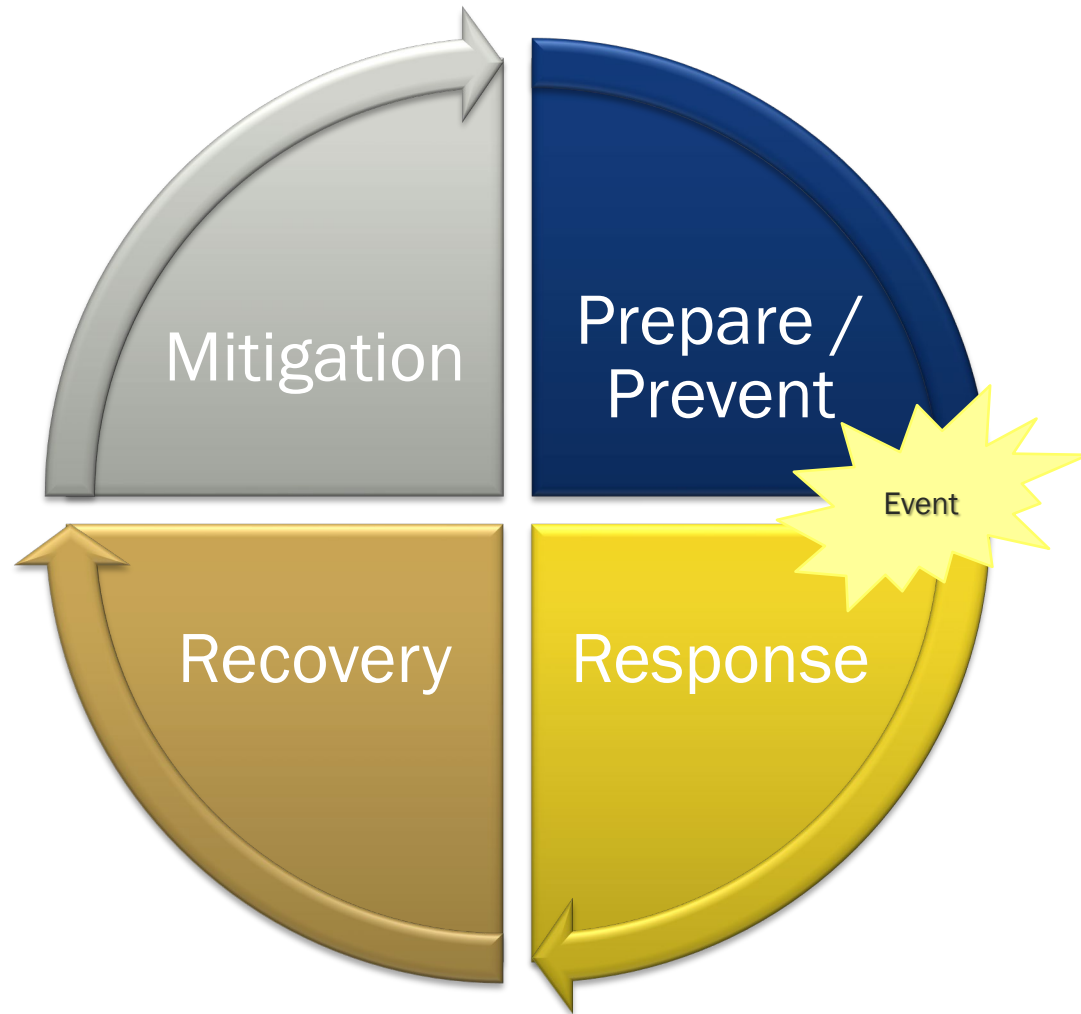 Mitigation
Prepare /
Prevent
Event
Recovery
Response